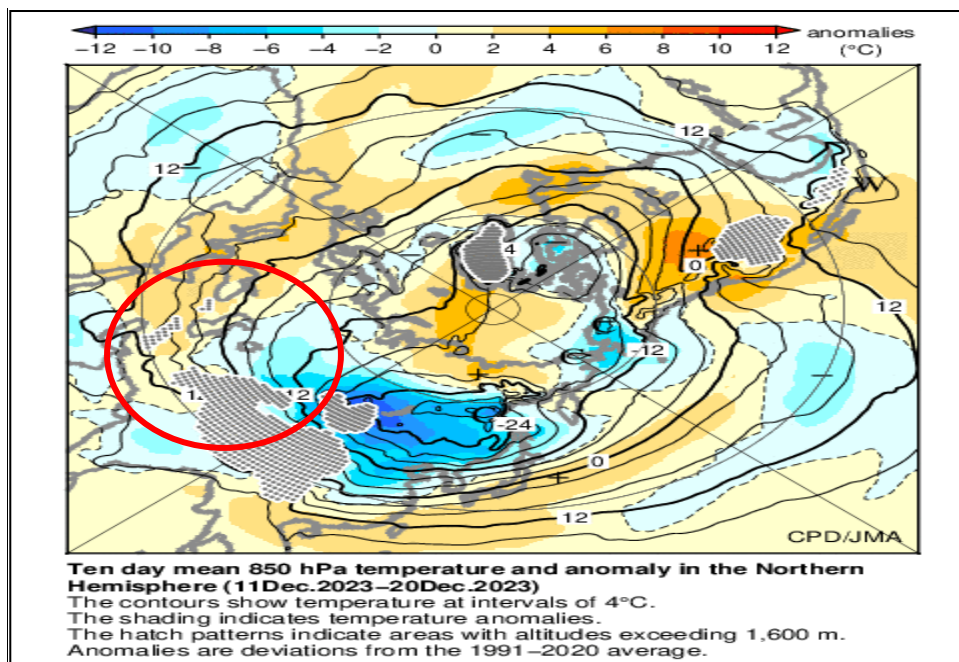 −12 −10 −8 −6 −4 −2 0 2 4 6 8 10 12 anomalies
(°C)
12
12
W
4
0
12
-12
12
-24
0
12
CPD/JMA
Ten day mean 850 hPa temperature and anomaly in the Northern
Hemisphere (11Dec.2023−20Dec.2023)
The contours show temperature at intervals of 4°C.
The shading indicates temperature anomalies.
The hatch patterns indicate areas with altitudes exceeding 1,600 m.
Anomalies are deviations from the 1991−2020 average.